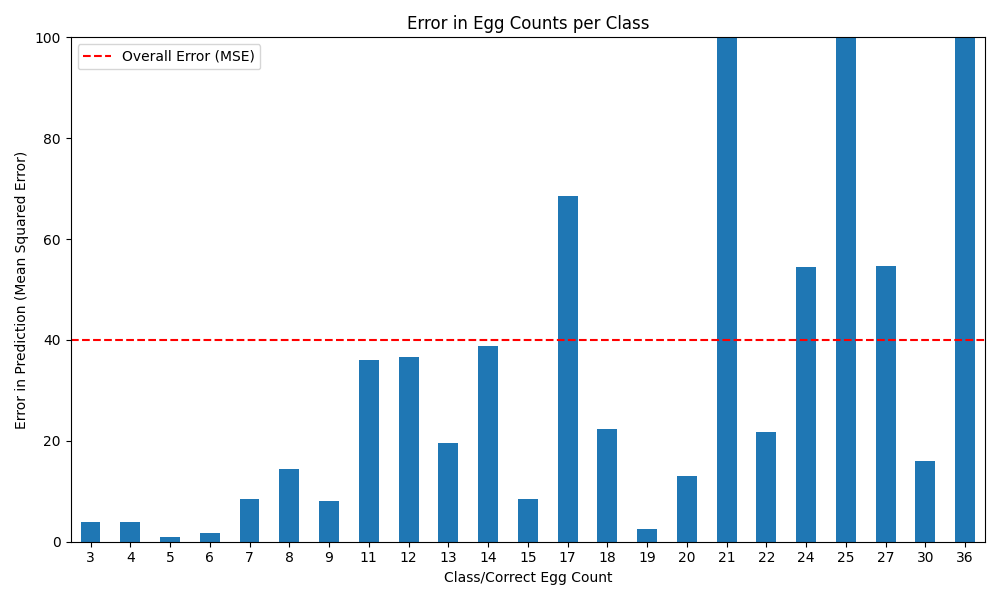 Error in Egg Counts per Class
Overall Error (MSE)
Error in Prediction (Mean Squared Error)
100
80
60
40
20
0
3 4 5 6 7 8 9 11 12 13 14 15 17 18 19 20 21 22 24 25 27 30 36
Class/Correct Egg Count